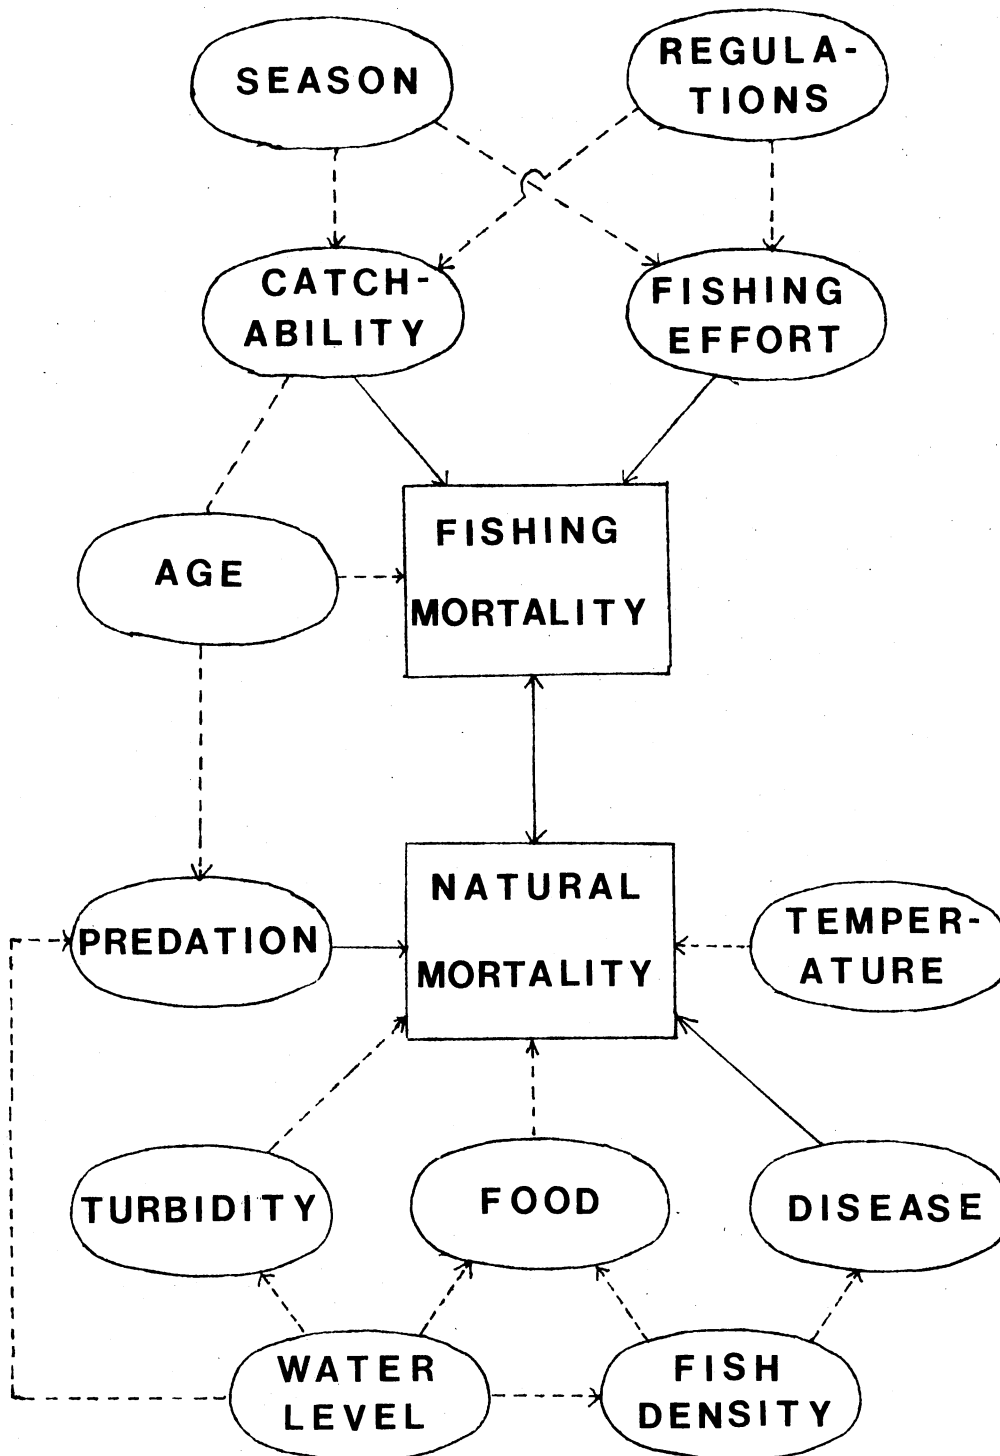 SEASON
REGULA-
TIONS
CATCH-
ABILITY
FISHING
EFFORT
FISHING
MORTALITY
AGE
NATURAL
MORTALITY
PREDATION
TEMPER-
ATURE
TURBIDITY
FOOD
DISEASE
WATER
LEVEL
FISH
DENSITY